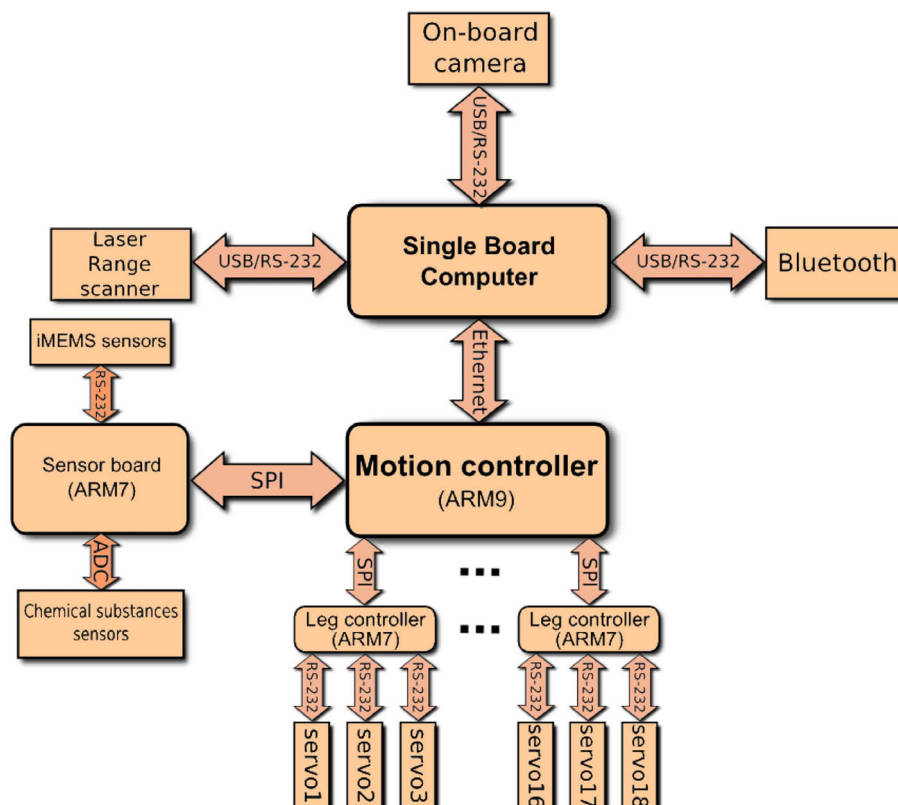 On-board
camera
USB/RS-232
Laser
Range
scanner
USB/RS-232
Single Board
Computer
USB/RS-232
Bluetooth
iMEMS sensors
RS-232
Ethernet
Sensor board
(ARM7)
SPI
Motion controller
(ARM9)
ADC
Chemical substances
sensors
SPI
...
SPI
Leg controller
(ARM7)
...
Leg controller
(ARM7)
RS-232
RS-232
RS-232
RS-232
RS-232
RS-232
servo1
servo2
servo3
servo16
servo17
servo18